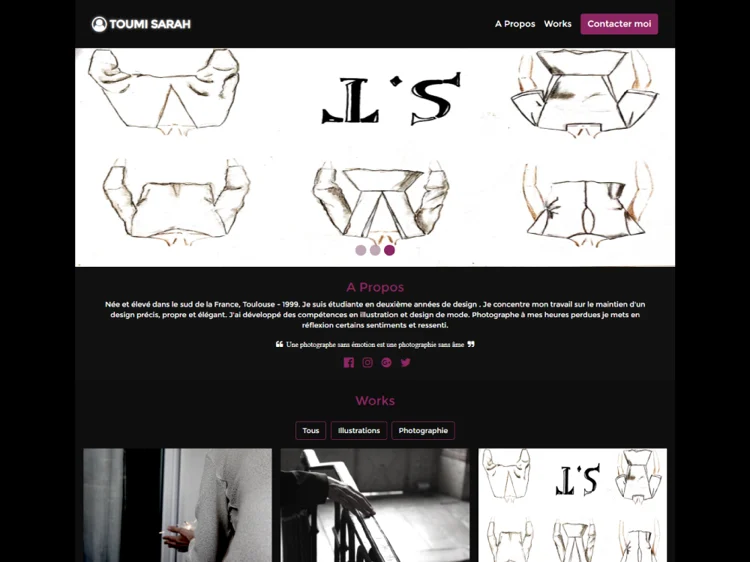 TOUMI SARAH
A Propos
Works
Contacter moi
J.S
A Propos
Née et élevé dans le sud de la France, Toulouse - 1999. Je suis étudiante en deuxième années de design . Je concentre mon travail sur le maintien d'un
design précis, propre et élégant. J'ai développé des compétences en illustration et design de mode. Photographe à mes heures perdues je mets en
réflexion certains sentiments et ressenti.
❝ Une photographe sans émotion est une photographie sans âme ❞
Works
Tous
Illustrations
Photographie
J.S